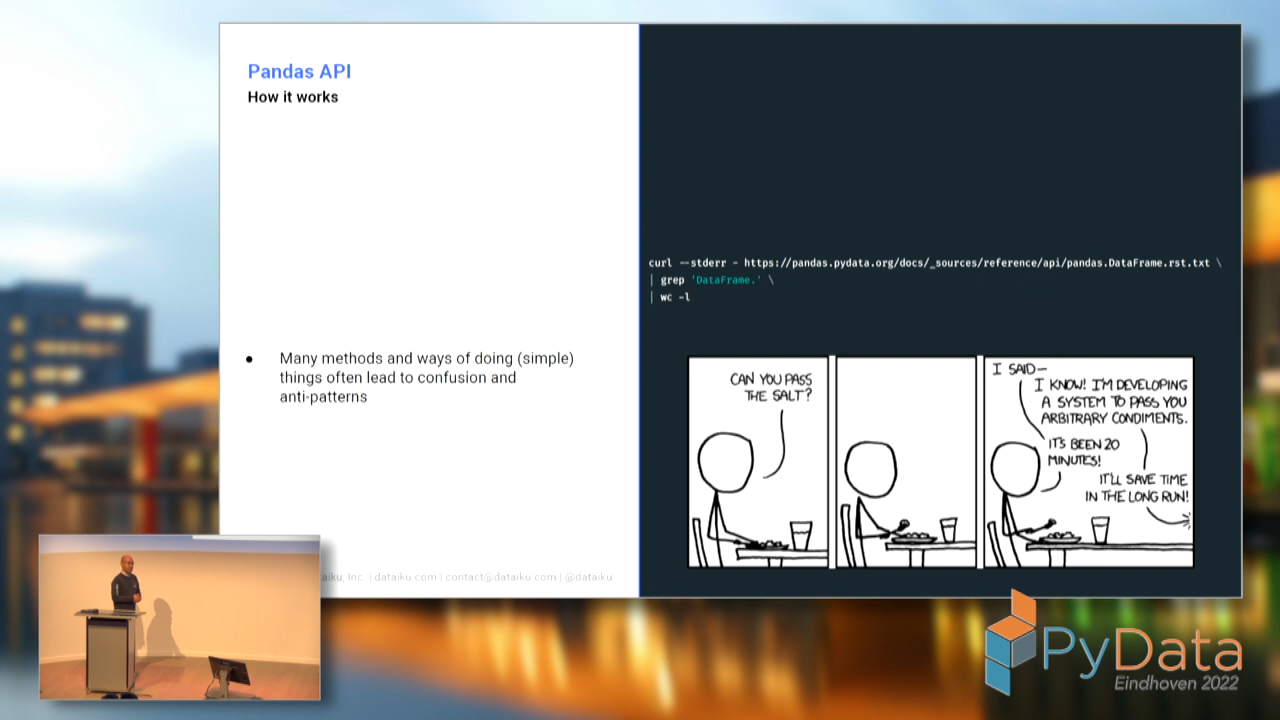 Pandas API
How it works
Many methods and ways of doing (simple)
things often lead to confusion and
anti-patterns
Inc. | dataiku.com | contact@dataiku.com | @dataiku
curl --stderr - https://pandas.pydata.org/docs/_sources/reference/api/pandas.DataFrame.rst.txt \
| grep 'DataFrame.' \
| wc -l
CAN YOU PASS
THE SALT?
I SAID—
I KNOW! I'M DEVELOPING
A SYSTEM TO PASS YOU
ARBITRARY CONDIMENTS.
IT'S BEEN 20
MINUTES!
IT'LL SAVE TIME
IN THE LONG RUN!
PyData
Eindhoven 2022